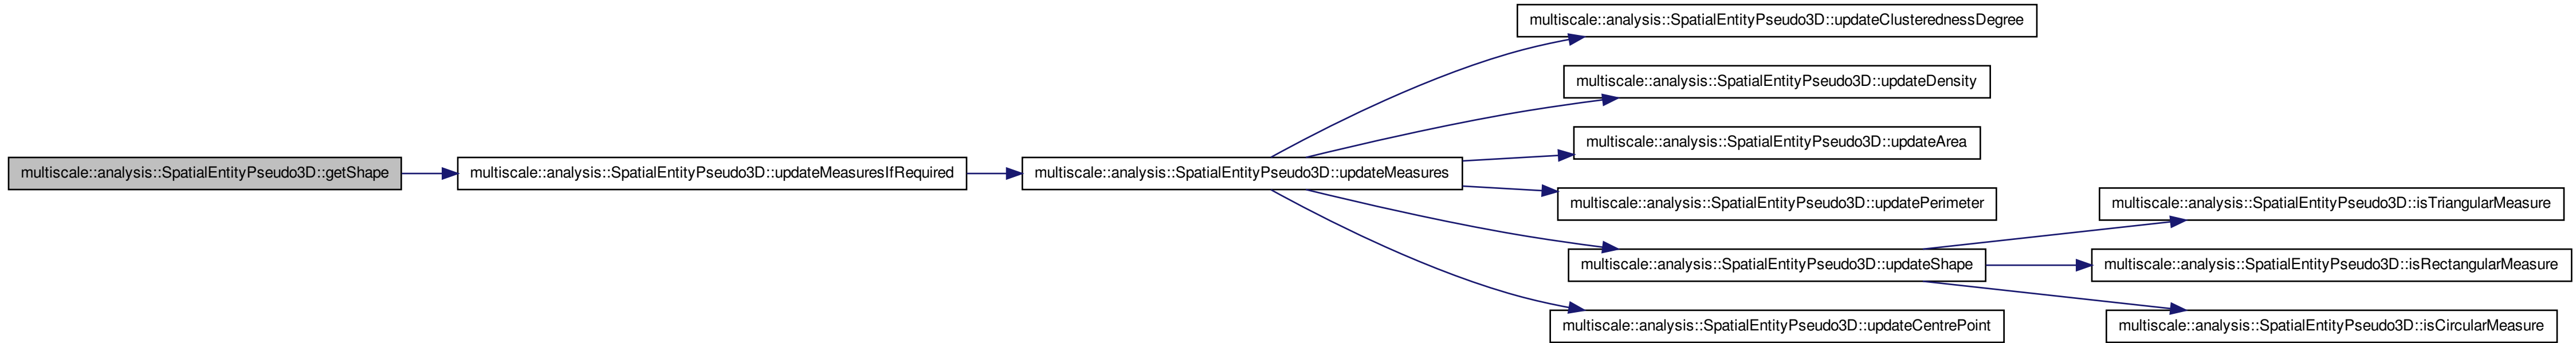 multiscale::analysis::SpatialEntityPseudo3D::getShape
multiscale::analysis::SpatialEntityPseudo3D::updateMeasuresIfRequired
multiscale::analysis::SpatialEntityPseudo3D::updateMeasures
multiscale::analysis::SpatialEntityPseudo3D::updateClusterednessDegree
multiscale::analysis::SpatialEntityPseudo3D::updateDensity
multiscale::analysis::SpatialEntityPseudo3D::updateArea
multiscale::analysis::SpatialEntityPseudo3D::updatePerimeter
multiscale::analysis::SpatialEntityPseudo3D::updateShape
multiscale::analysis::SpatialEntityPseudo3D::updateCentrePoint
multiscale::analysis::SpatialEntityPseudo3D::isTriangularMeasure
multiscale::analysis::SpatialEntityPseudo3D::isRectangularMeasure
multiscale::analysis::SpatialEntityPseudo3D::isCircularMeasure